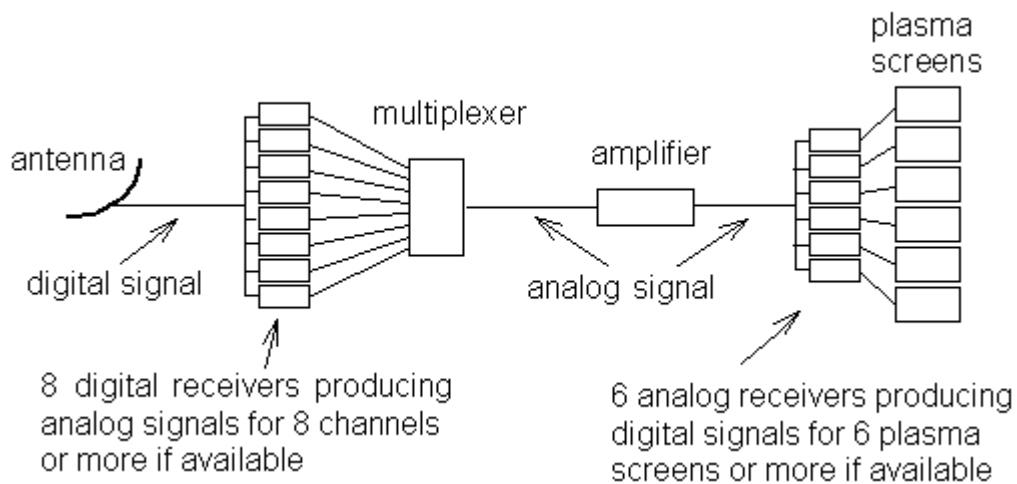 plasma
screens
multiplexer
amplifier
antenna
digital signal
analog signal
8 digital receivers producing
analog signals for 8 channels
or more if available
6 analog receivers producing
digital signals for 6 plasma
screens or more if available